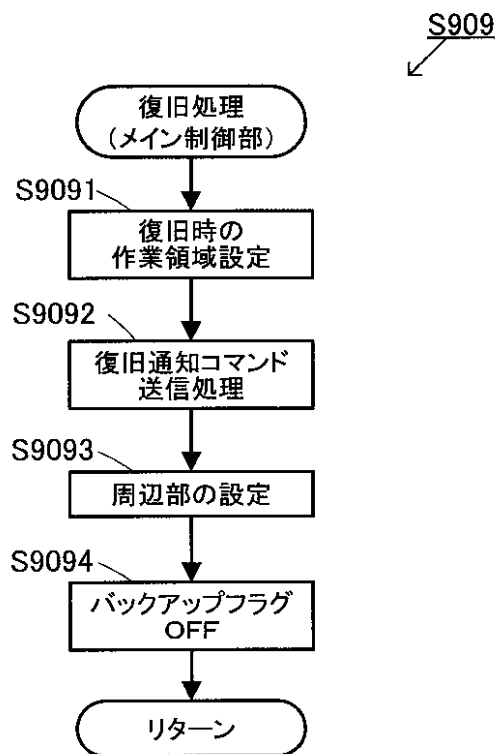 S909
復旧処理
(メイン制御部)
S9091
復旧時の
作業領域設定
S9092
復旧通知コマンド
送信処理
S9093
周辺部の設定
S9094
バックアップフラグ
OFF
リターン